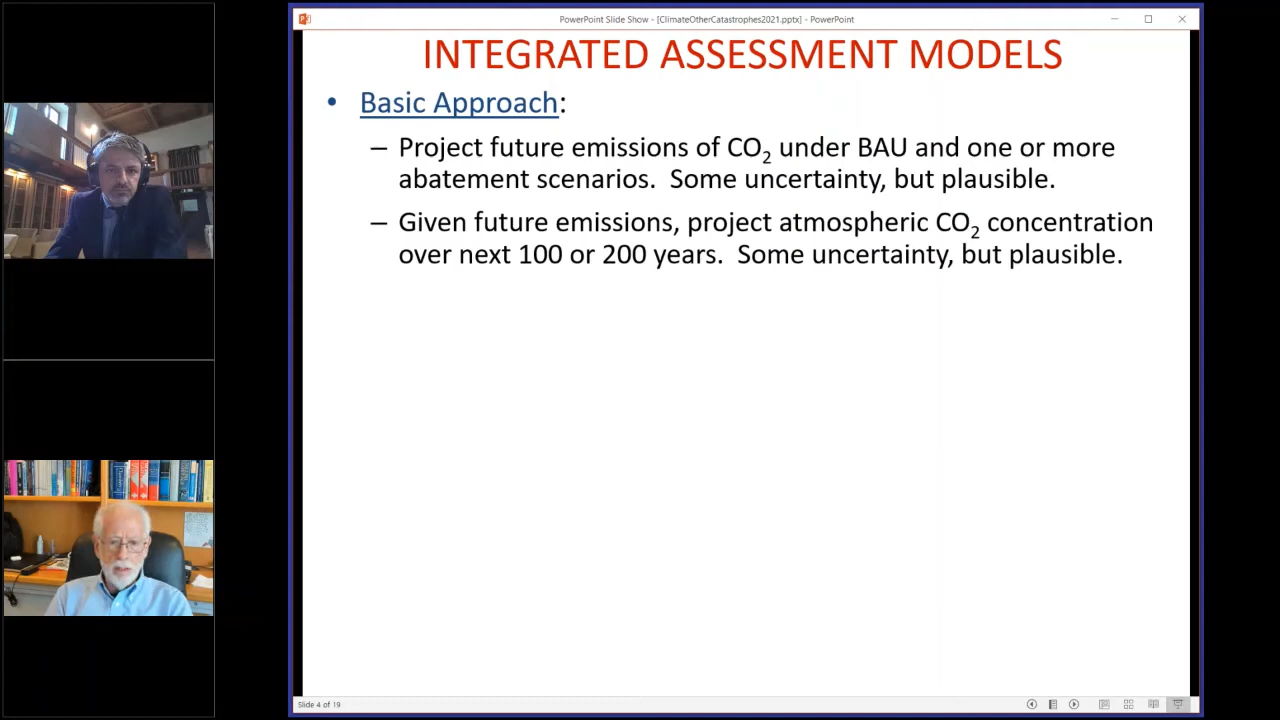 PowerPoint Slide Show - [ClimateOtherCatastrophes2021.pptx] - PowerPoint
INTEGRATED ASSESSMENT MODELS
• Basic Approach:
– Project future emissions of CO₂ under BAU and one or more
abatement scenarios. Some uncertainty, but plausible.
– Given future emissions, project atmospheric CO₂ concentration
over next 100 or 200 years. Some uncertainty, but plausible.
Slide 4 of 19